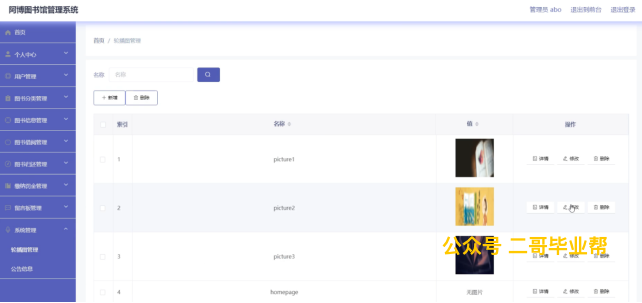 阿博图书馆管理系统
管理员 abo 退出到前台 退出登录
首页
个人中心
用户管理
图书分类管理
图书信息管理
图书借阅管理
图书归还管理
缴纳罚金管理
留言板管理
系统管理
轮播图管理
公告信息
首页 / 轮播图管理
名称 名称
新增 删除
索引 名称 值 操作
1 picture1 详情 修改 删除
2 picture2 详情 修改 删除
公众号 二哥毕业帮
3 picture3 详情 修改 删除
4 homepage 无图片 详情 修改 删除